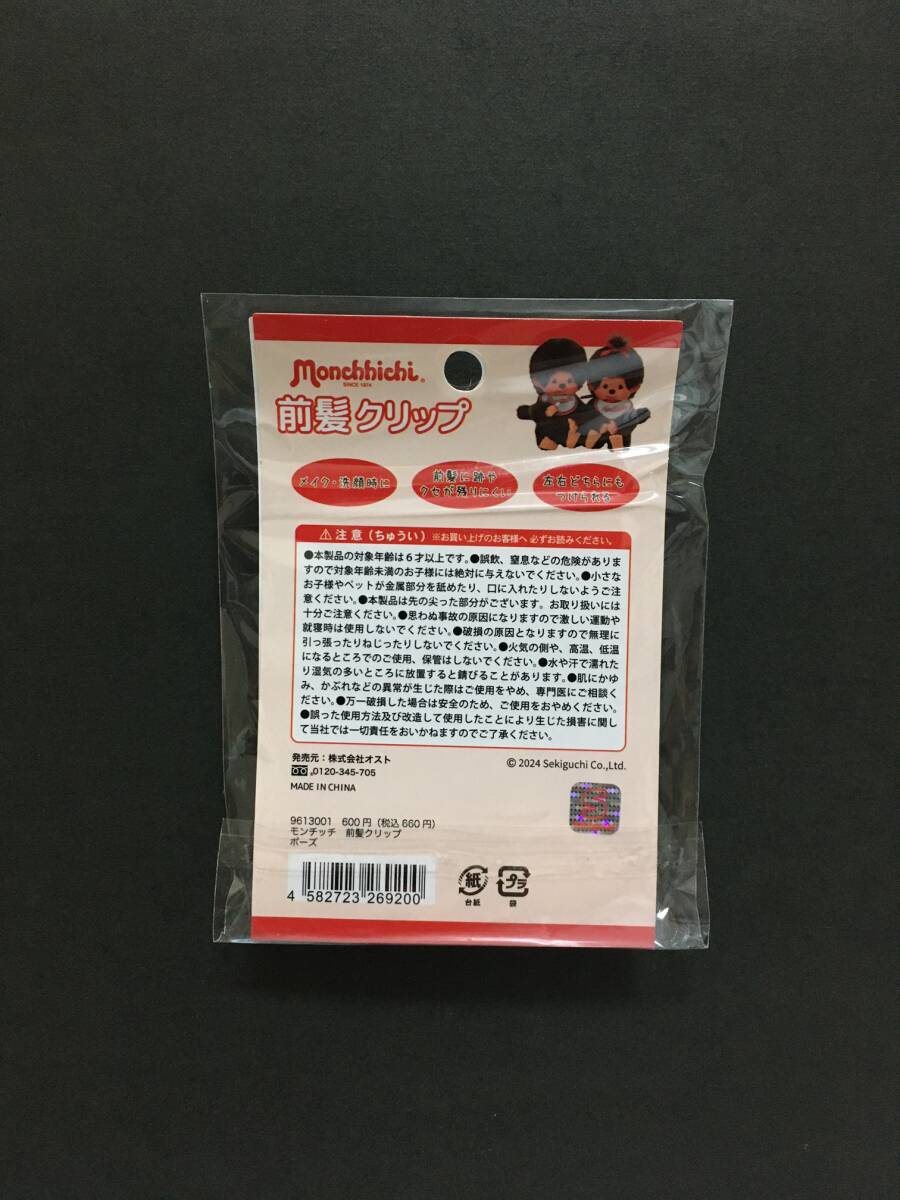 Monchhichi®
SINCE 1974
前髪クリップ
メイク・洗顔時に
前髪に跡や
クセが残りにくい
左右どちらにも
つけられる
⚠注意（ちゅうい）※お買い上げのお客様へ 必ずお読みください。
●本製品の対象年齢は６才以上です。●誤飲、窒息などの危険がありま
すので対象年齢未満のお子様には絶対に与えないでください。●小さな
お子様やペットが金属部分を舐めたり、口に入れたりしないようご注
意ください。●本製品は先の尖った部分がございます。お取り扱いには
十分ご注意ください。●思わぬ事故の原因になりますので激しい運動や
就寝時は使用しないでください。●破損の原因となりますので無理に
引っ張ったりねじったりしないでください。●火気の側や、高温、低温
になるところでのご使用、保管はしないでください。●水や汗で濡れた
り湿気の多いところに放置すると錆びることがあります。●肌にかゆ
み、かぶれなどの異常が生じた際はご使用をやめ、専門医にご相談く
ださい。●万一破損した場合は安全のため、ご使用をおやめください。
●誤った使用方法及び改造して使用したことにより生じた損害に関し
て当社では一切責任をおいかねますのでご了承ください。
発売元：株式会社オスト
0120-345-705
MADE IN CHINA
© 2024 Sekiguchi Co.,Ltd.
9613001 600円（税込660円）
モンチッチ 前髪クリップ
ポーズ
4 582723 269200
紙
台紙
プラ
袋